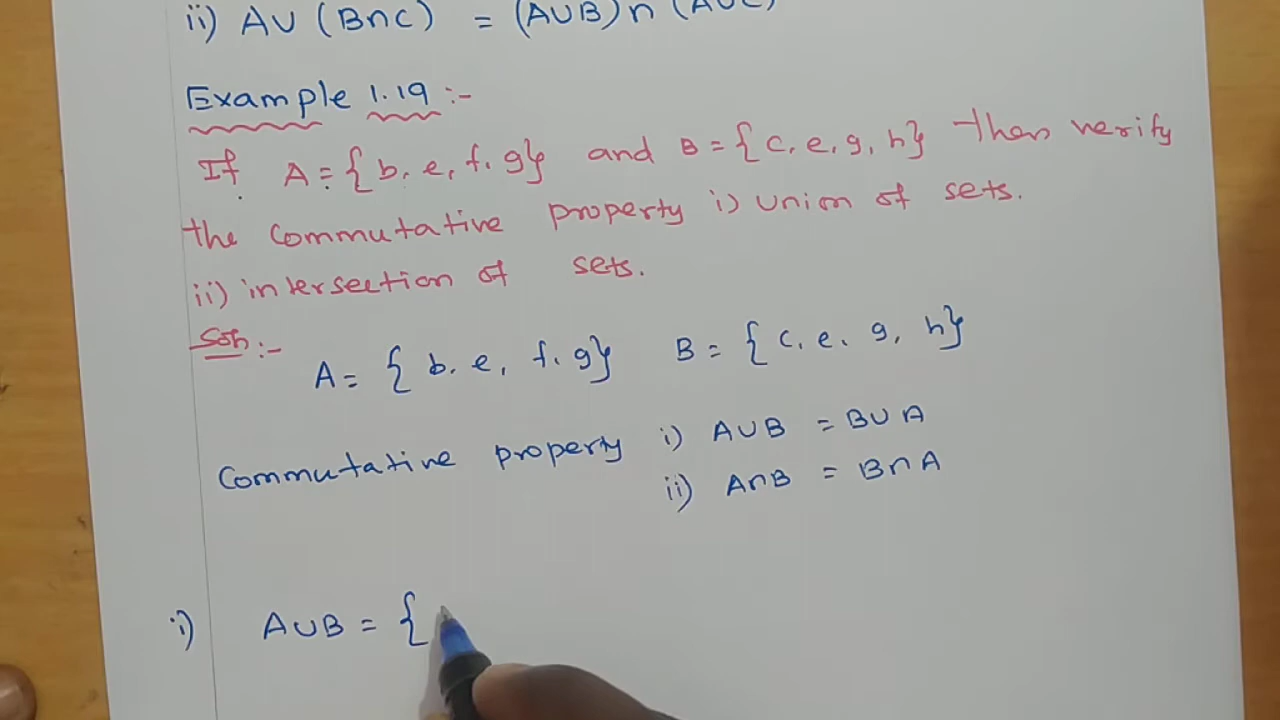 ii) A∪ (B∩C) = (A∪B)∩ (A∪C)
Example 1.19 :-
If A = {b, e, f, g} and B = {c, e, g, h} then verify
the commutative property i) union of sets.
ii) intersection of sets.
Soln :-
A = { b, e, f, g} B = { c, e, g, h}
Commutative property i) A∪B = B∪A
ii) A∩B = B∩A
i) A∪B = {